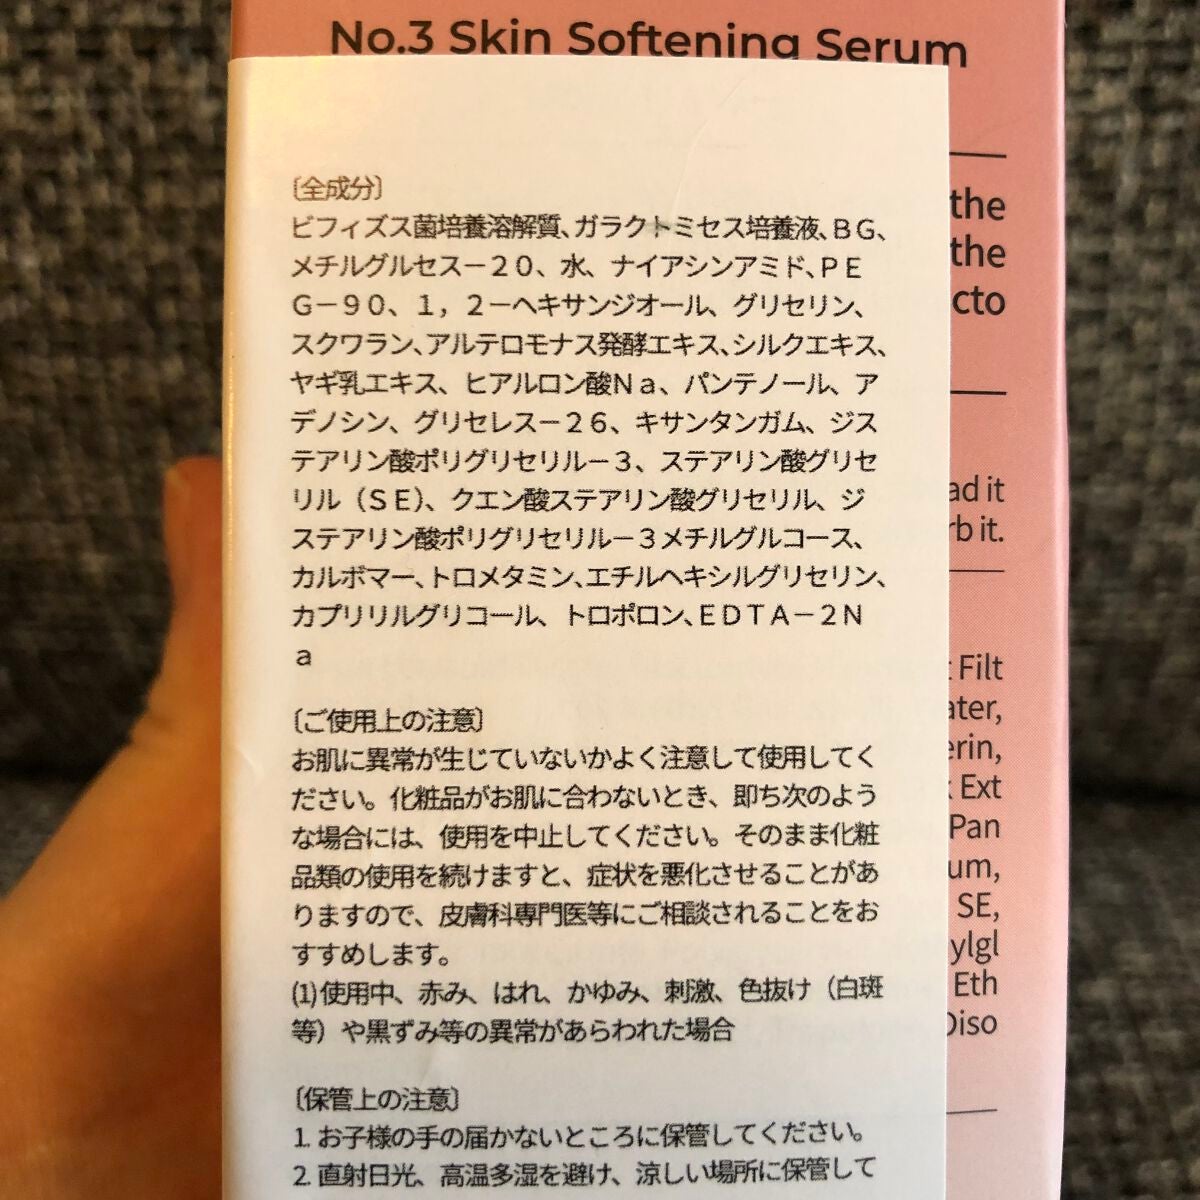 No.3 Skin Softening Serum
〔全成分〕
ビフィズス菌培養溶解質、ガラクトミセス培養液、ＢＧ、
メチルグルセス－２０、水、ナイアシンアミド、ＰＥ
Ｇ－９０、１，２－ヘキサンジオール、グリセリン、
スクワラン、アルテロモナス発酵エキス、シルクエキス、
ヤギ乳エキス、ヒアルロン酸Ｎａ、パンテノール、ア
デノシン、グリセレス－２６、キサンタンガム、ジス
テアリン酸ポリグリセリル－３、ステアリン酸グリセ
リル（ＳＥ）、クエン酸ステアリン酸グリセリル、ジ
ステアリン酸ポリグリセリル－３メチルグルコース、
カルボマー、トロメタミン、エチルヘキシルグリセリン、
カプリリルグリコール、トロポロン、ＥＤＴＡ－２Ｎ
ａ
〔ご使用上の注意〕
お肌に異常が生じていないかよく注意して使用してく
ださい。化粧品がお肌に合わないとき、即ち次のよう
な場合には、使用を中止してください。そのまま化粧
品類の使用を続けますと、症状を悪化させることがあ
りますので、皮膚科専門医等にご相談されることをお
すすめします。
(1)使用中、赤み、はれ、かゆみ、刺激、色抜け（白斑
等）や黒ずみ等の異常があらわれた場合
〔保管上の注意〕
1. お子様の手の届かないところに保管してください。
2. 直射日光、高温多湿を避け、涼しい場所に保管して
the
the
cto
ad it
rb it.
Filt
ater,
erin,
Ext
Pan
um,
SE,
ylgl
Eth
Diso